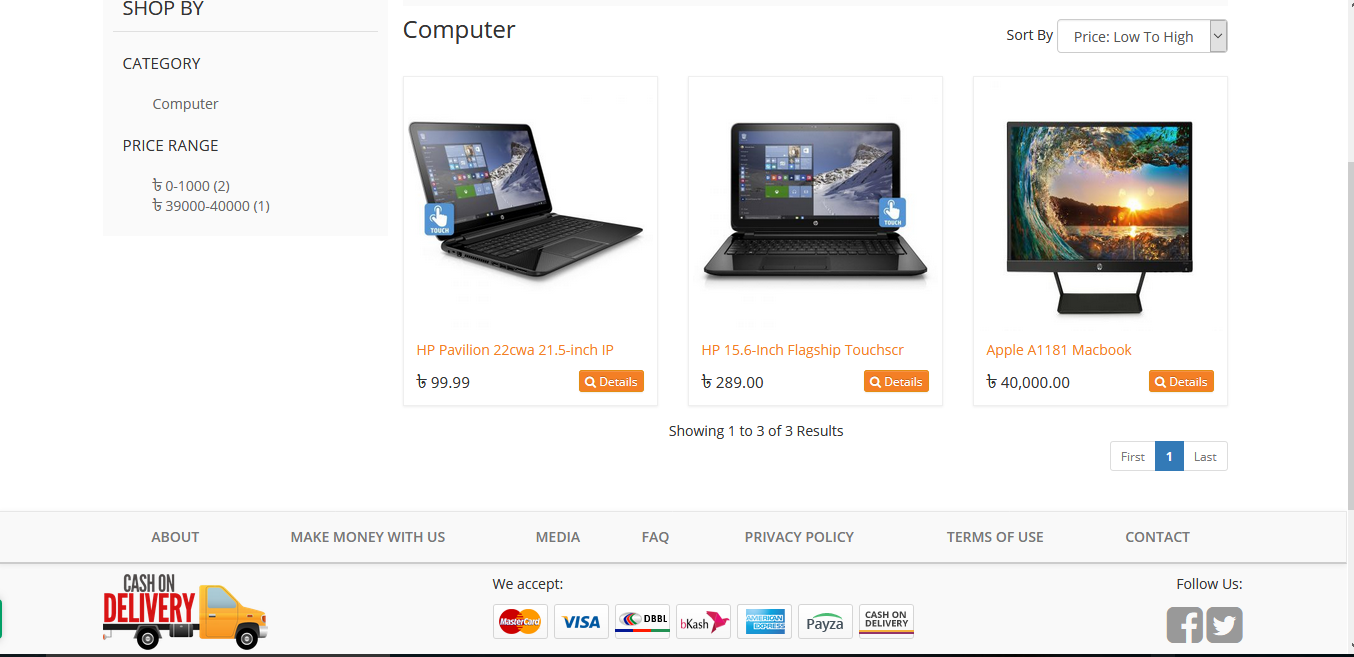 SHOP BY
CATEGORY
Computer
PRICE RANGE
৳ 0-1000 (2)
৳ 39000-40000 (1)
Computer
Sort By Price: Low To High
TOUCH
TOUCH
HP Pavilion 22cwa 21.5-inch IP
৳ 99.99 Details
HP 15.6-Inch Flagship Touchscr
৳ 289.00 Details
Apple A1181 Macbook
৳ 40,000.00 Details
Showing 1 to 3 of 3 Results
First 1 Last
ABOUT MAKE MONEY WITH US MEDIA FAQ PRIVACY POLICY TERMS OF USE CONTACT
CASH ON
DELIVERY
We accept:
MasterCard VISA DBBL bKash AMERICAN EXPRESS Payza CASH ON DELIVERY
Follow Us: